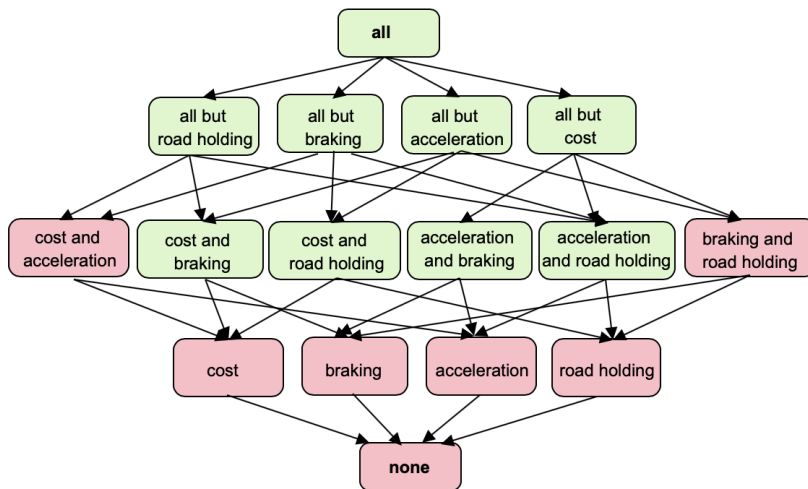 all
all but
road holding
all but
braking
all but
acceleration
all but
cost
cost and
acceleration
cost and
braking
cost and
road holding
acceleration
and braking
acceleration
and road holding
braking and
road holding
cost
braking
acceleration
road holding
none